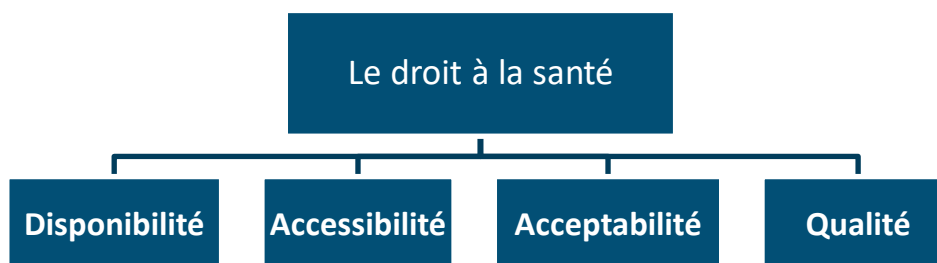 Le droit à la santé
Disponibilité
Accessibilité
Acceptabilité
Qualité